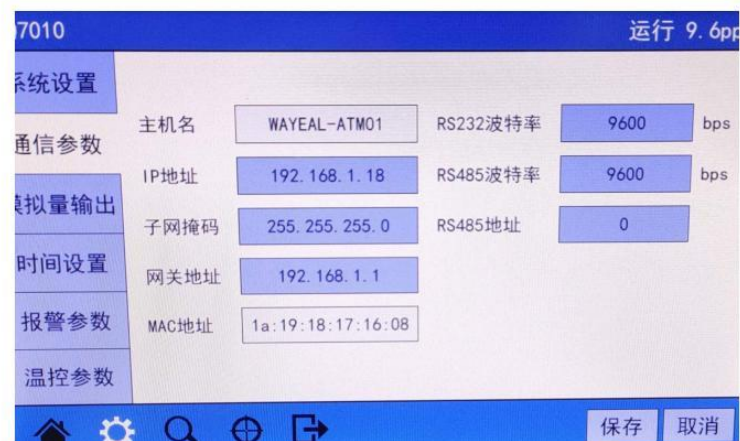 7010 运行 9.6pp
系统设置
通信参数
模拟量输出
时间设置
报警参数
温控参数
主机名 WAYEAL-ATM01 RS232波特率 9600 bps
IP地址 192.168.1.18 RS485波特率 9600 bps
子网掩码 255.255.255.0 RS485地址 0
网关地址 192.168.1.1
MAC地址 1a:19:18:17:16:08
保存 取消